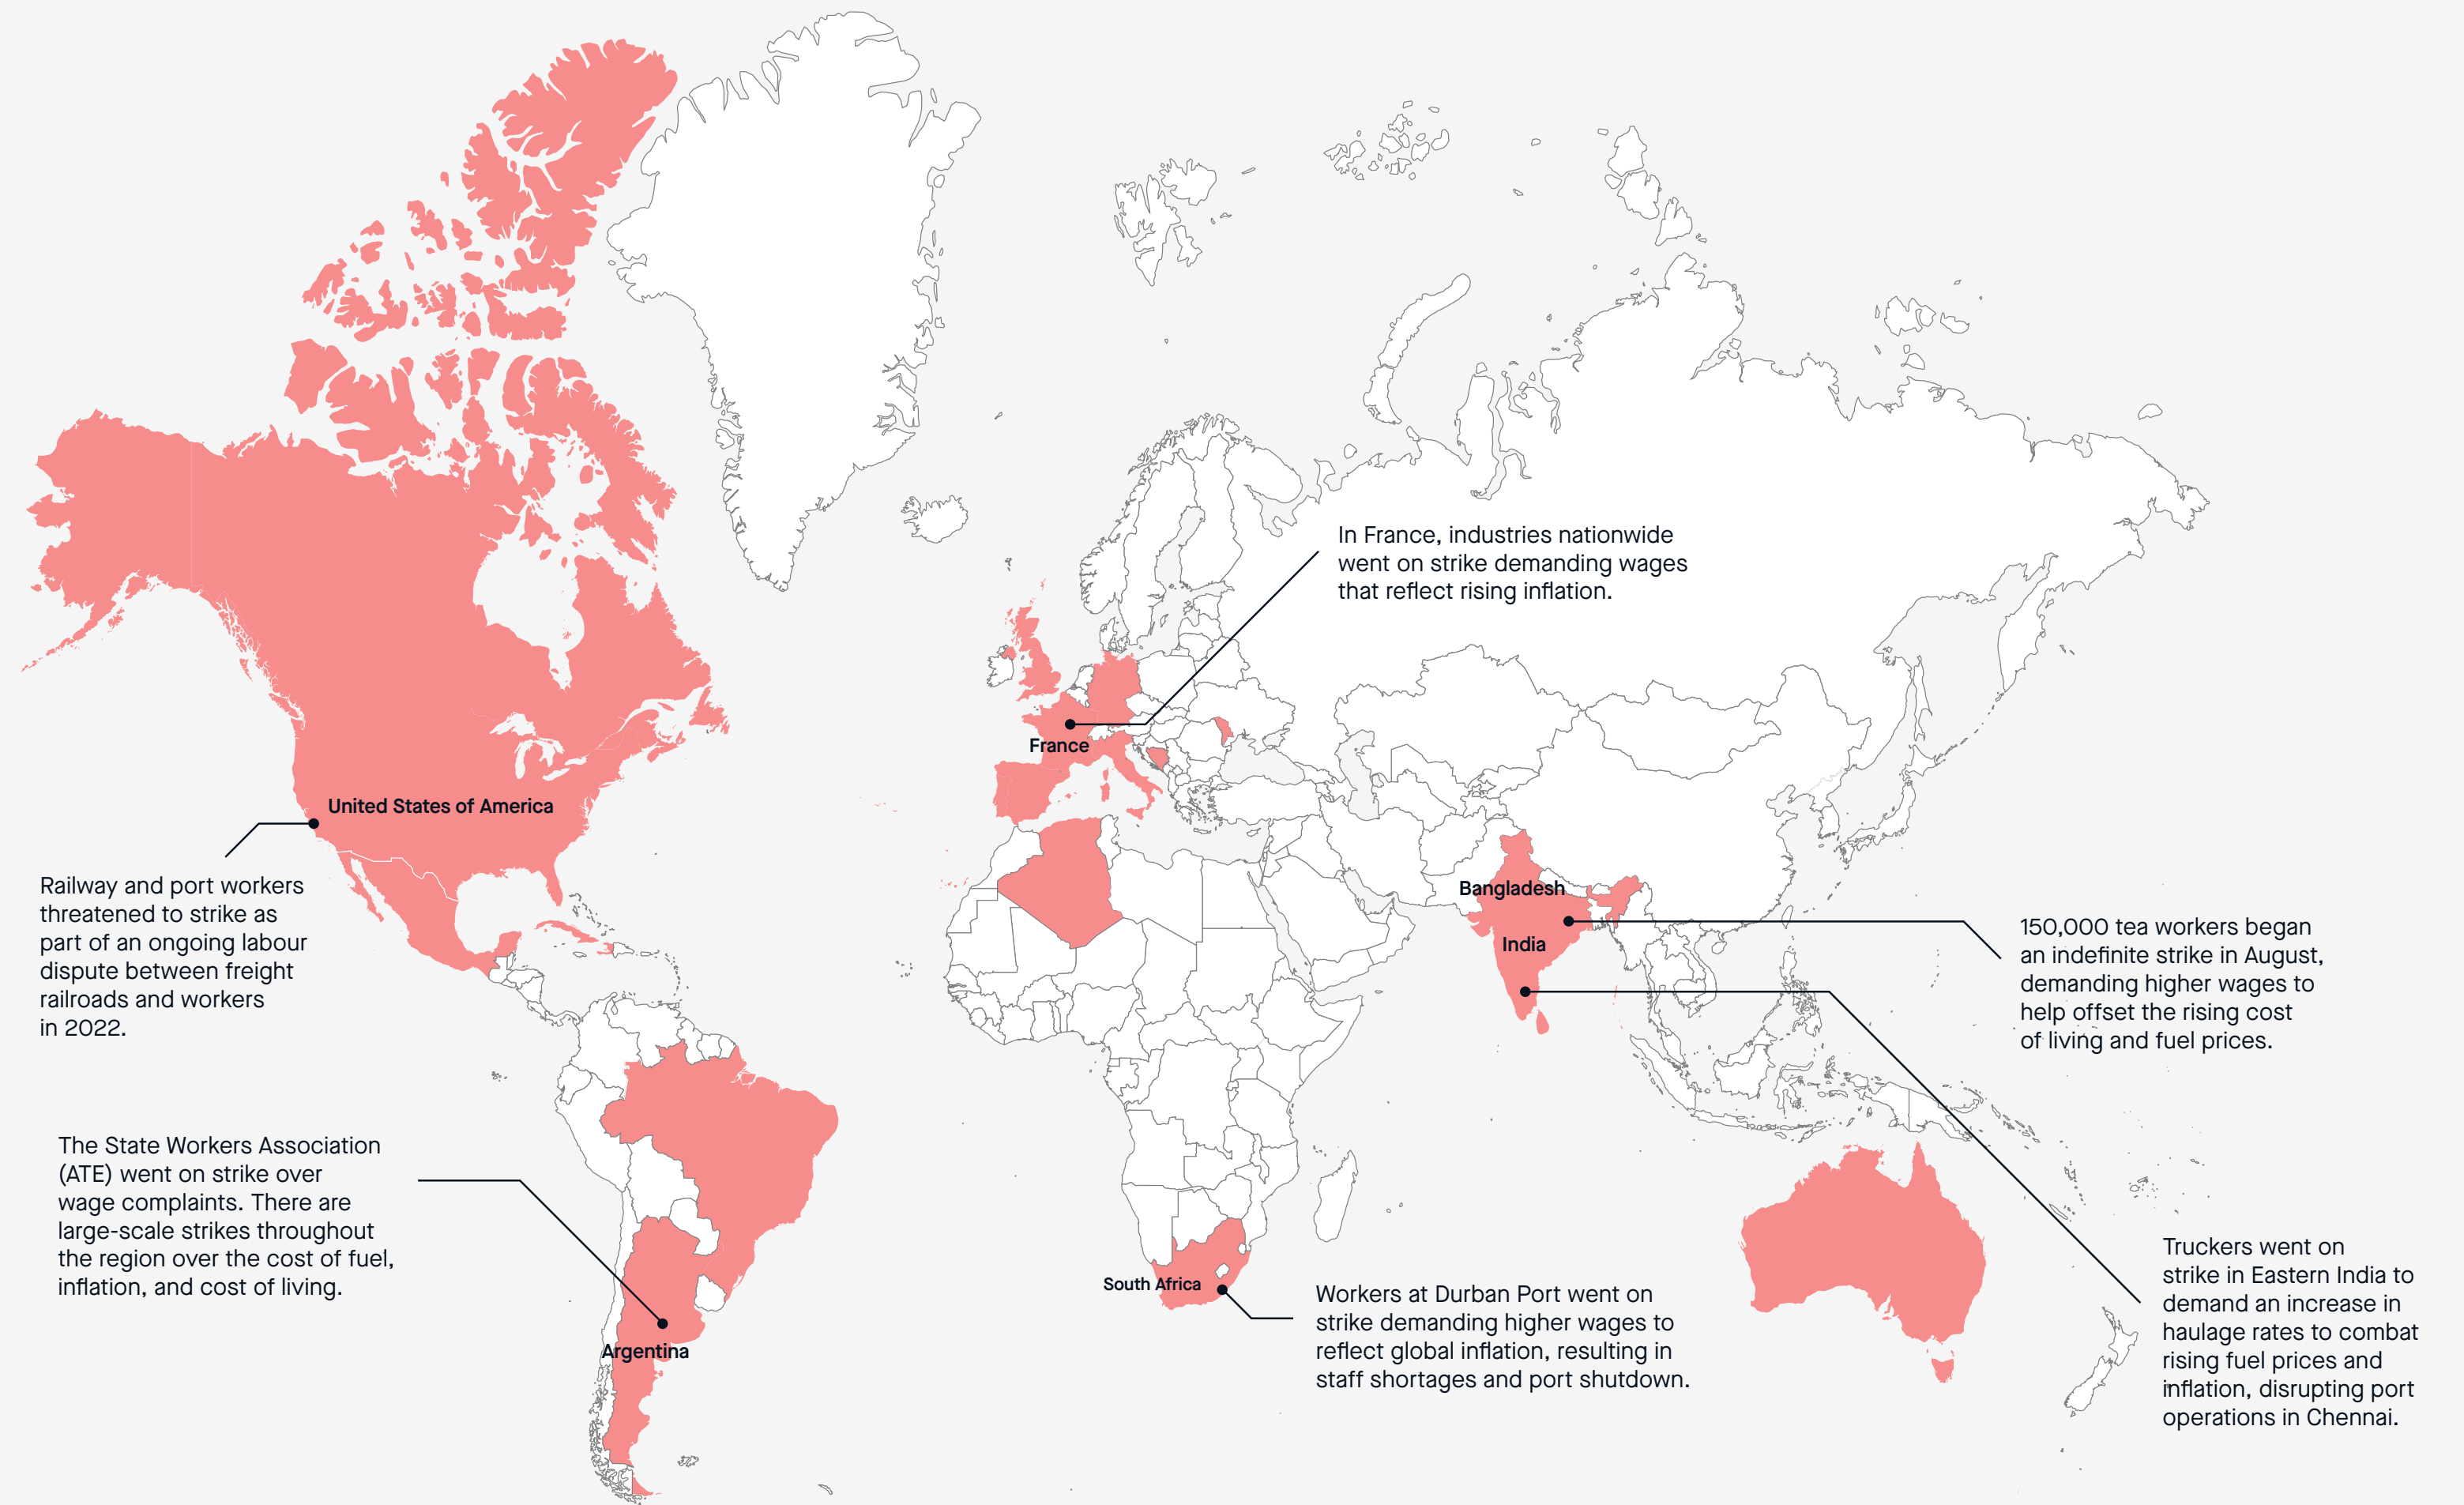 In France, industries nationwide
went on strike demanding wages
that reflect rising inflation.
France
United States of America
Railway and port workers
threatened to strike as
part of an ongoing labour
dispute between freight
railroads and workers
in 2022.
Bangladesh
India
150,000 tea workers began
an indefinite strike in August,
demanding higher wages to
help offset the rising cost
of living and fuel prices.
The State Workers Association
(ATE) went on strike over
wage complaints. There are
large-scale strikes throughout
the region over the cost of fuel,
inflation, and cost of living.
Argentina
South Africa
Workers at Durban Port went on
strike demanding higher wages to
reflect global inflation, resulting in
staff shortages and port shutdown.
Truckers went on
strike in Eastern India to
demand an increase in
haulage rates to combat
rising fuel prices and
inflation, disrupting port
operations in Chennai.